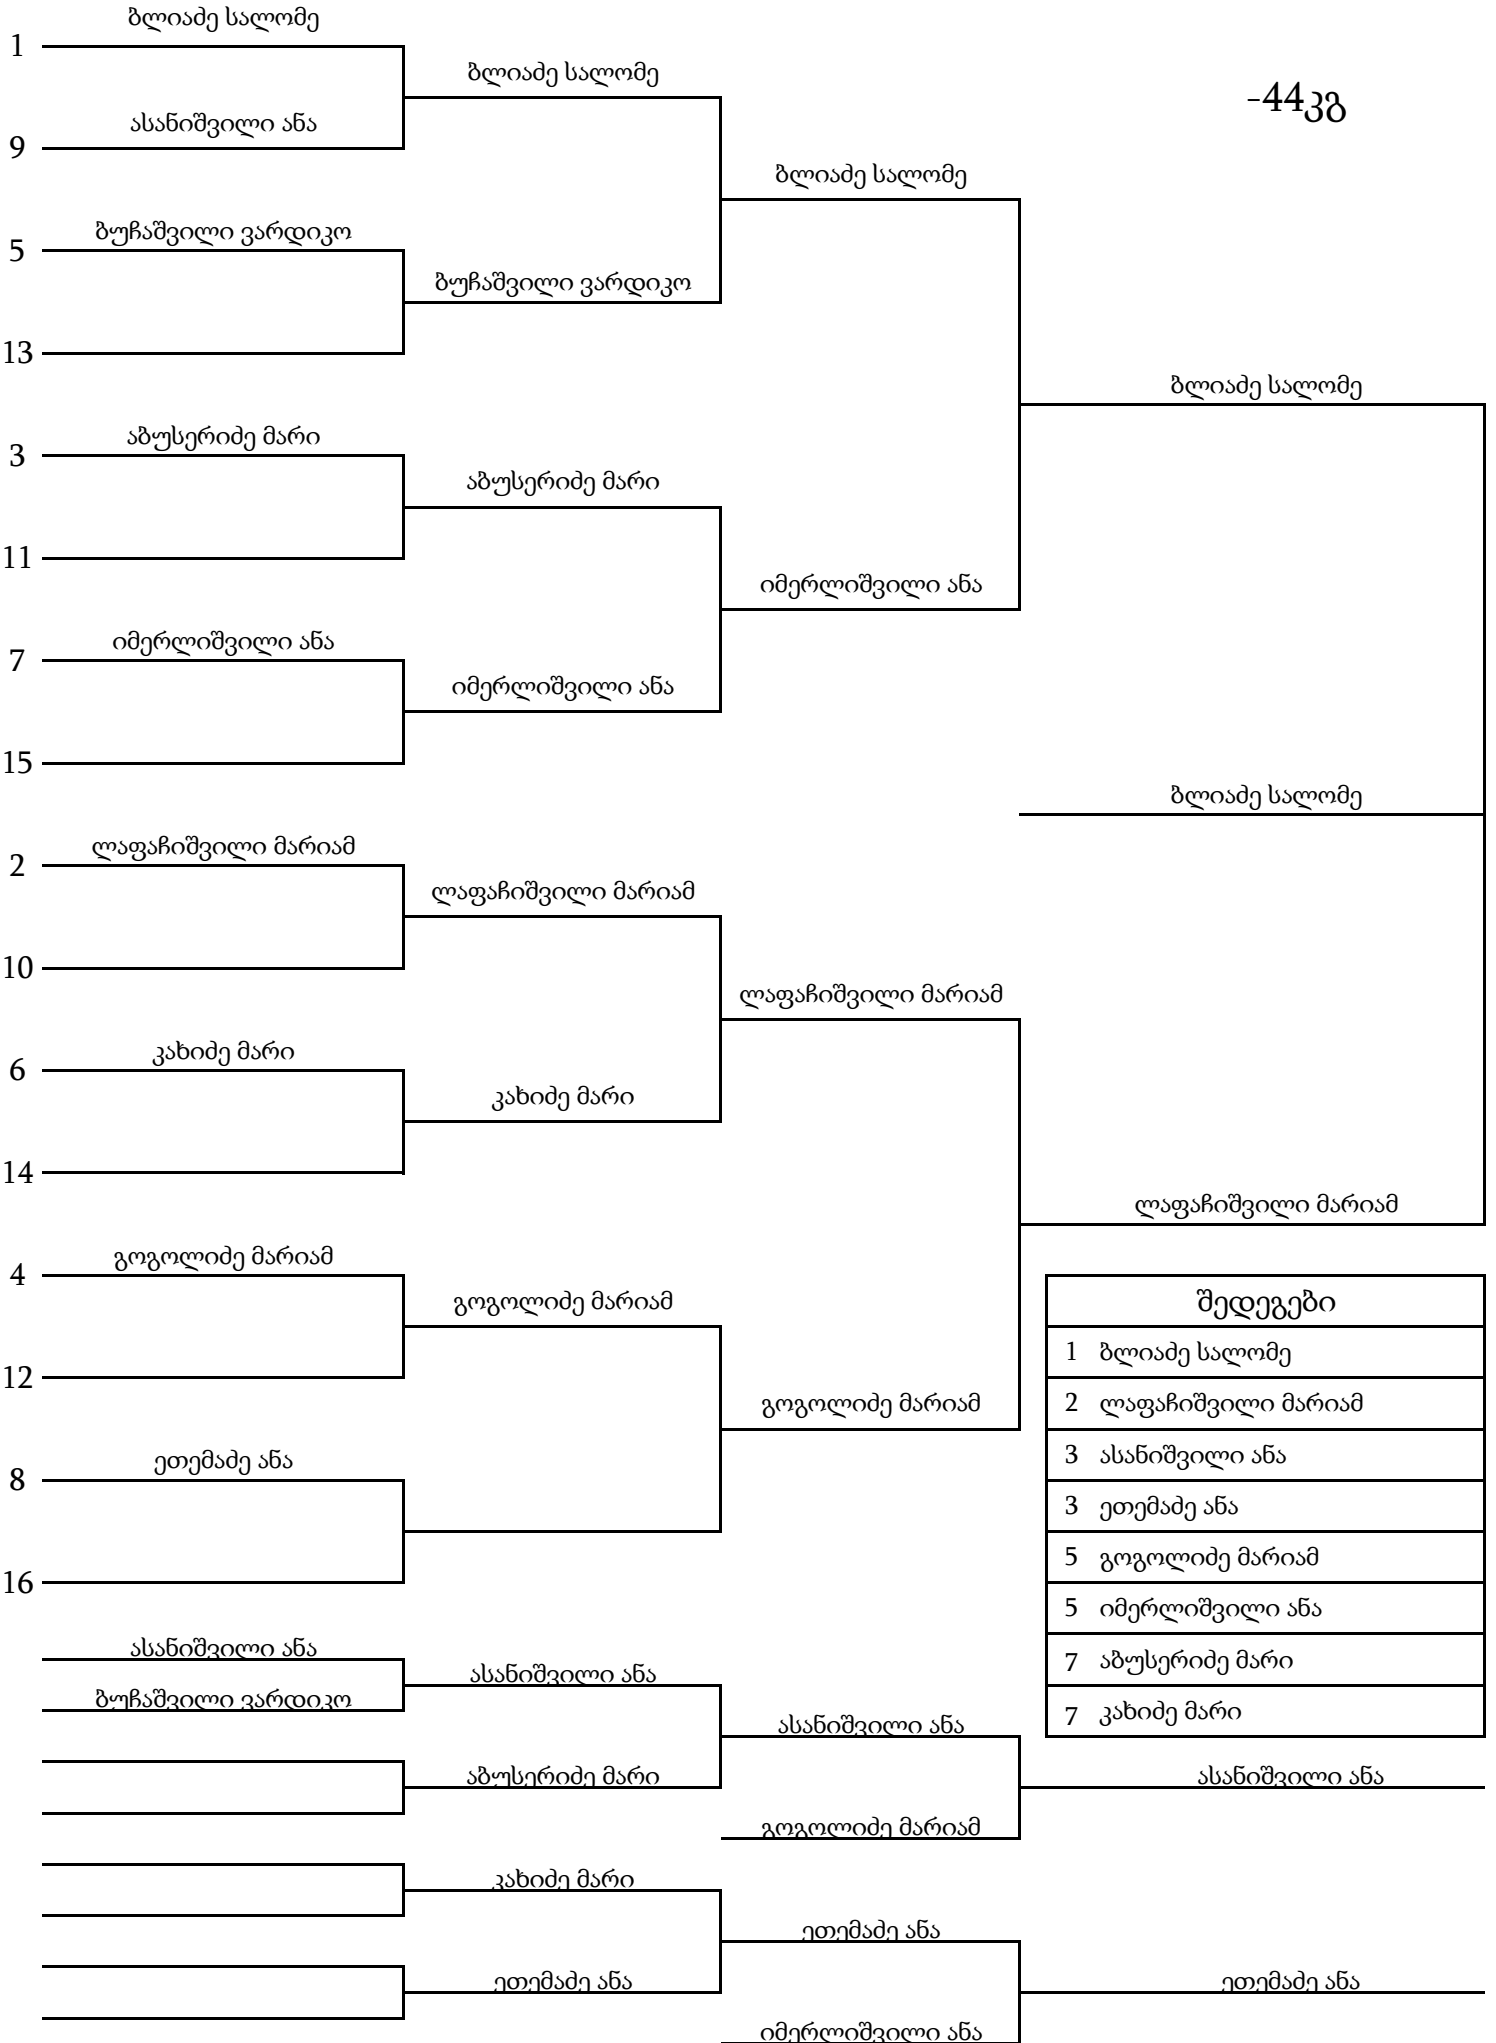 ბლიაძე სალომე
1
ბლიაძე სალომე
-44კგ
ასანიშვილი ანა
9
ბლიაძე სალომე
ბუჩაშვილი ვარდიკო
5
ბუჩაშვილი ვარდიკო
13
ბლიაძე სალომე
აბუსერიძე მარი
3
აბუსერიძე მარი
11
იმერლიშვილი ანა
იმერლიშვილი ანა
7
იმერლიშვილი ანა
15
ბლიაძე სალომე
ლაფაჩიშვილი მარიამ
2
ლაფაჩიშვილი მარიამ
10
ლაფაჩიშვილი მარიამ
კახიძე მარი
6
კახიძე მარი
14
ლაფაჩიშვილი მარიამ
გოგოლიძე მარიამ
4
გოგოლიძე მარიამ
12
გოგოლიძე მარიამ
ეთემაძე ანა
8
16
შედეგები
1 ბლიაძე სალომე
2 ლაფაჩიშვილი მარიამ
3 ასანიშვილი ანა
3 ეთემაძე ანა
5 გოგოლიძე მარიამ
5 იმერლიშვილი ანა
7 აბუსერიძე მარი
7 კახიძე მარი
ასანიშვილი ანა
ასანიშვილი ანა
ბუჩაშვილი ვარდიკო
ასანიშვილი ანა
აბუსერიძე მარი
ასანიშვილი ანა
გოგოლიძე მარიამ
კახიძე მარი
ეთემაძე ანა
ეთემაძე ანა
ეთემაძე ანა
იმერლიშვილი ანა